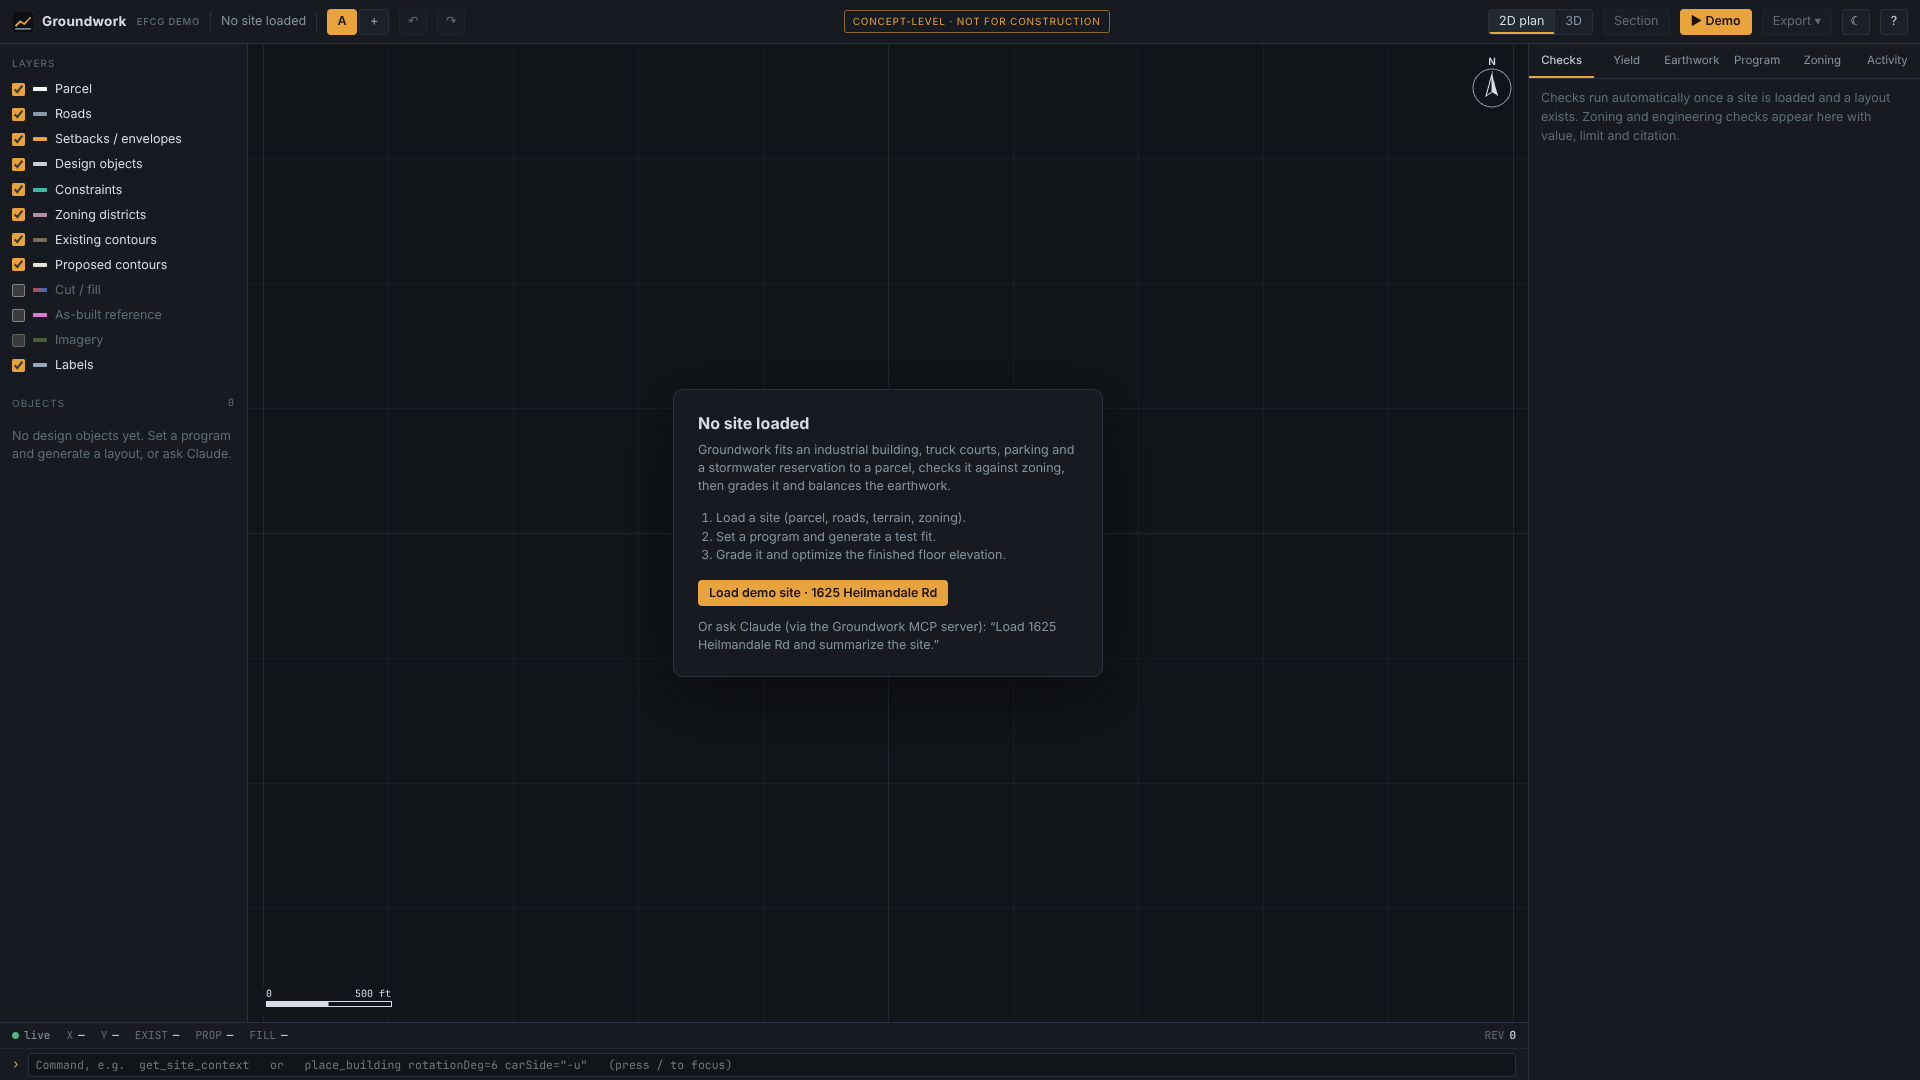 Groundwork EFCG DEMO No site loaded A + ↶ ↷ CONCEPT-LEVEL · NOT FOR CONSTRUCTION 2D plan 3D Section ▶ Demo Export ▾ ☾ ?
LAYERS
Parcel
Roads
Setbacks / envelopes
Design objects
Constraints
Zoning districts
Existing contours
Proposed contours
Cut / fill
As-built reference
Imagery
Labels
OBJECTS 0
No design objects yet. Set a program
and generate a layout, or ask Claude.
N
No site loaded
Groundwork fits an industrial building, truck courts, parking and
a stormwater reservation to a parcel, checks it against zoning,
then grades it and balances the earthwork.
1. Load a site (parcel, roads, terrain, zoning).
2. Set a program and generate a test fit.
3. Grade it and optimize the finished floor elevation.
Load demo site · 1625 Heilmandale Rd
Or ask Claude (via the Groundwork MCP server): “Load 1625
Heilmandale Rd and summarize the site.”
0 500 ft
Checks Yield Earthwork Program Zoning Activity
Checks run automatically once a site is loaded and a layout
exists. Zoning and engineering checks appear here with
value, limit and citation.
live X — Y — EXIST — PROP — FILL — REV 0
› Command, e.g. get_site_context or place_building rotationDeg=6 carSide="-u" (press / to focus)